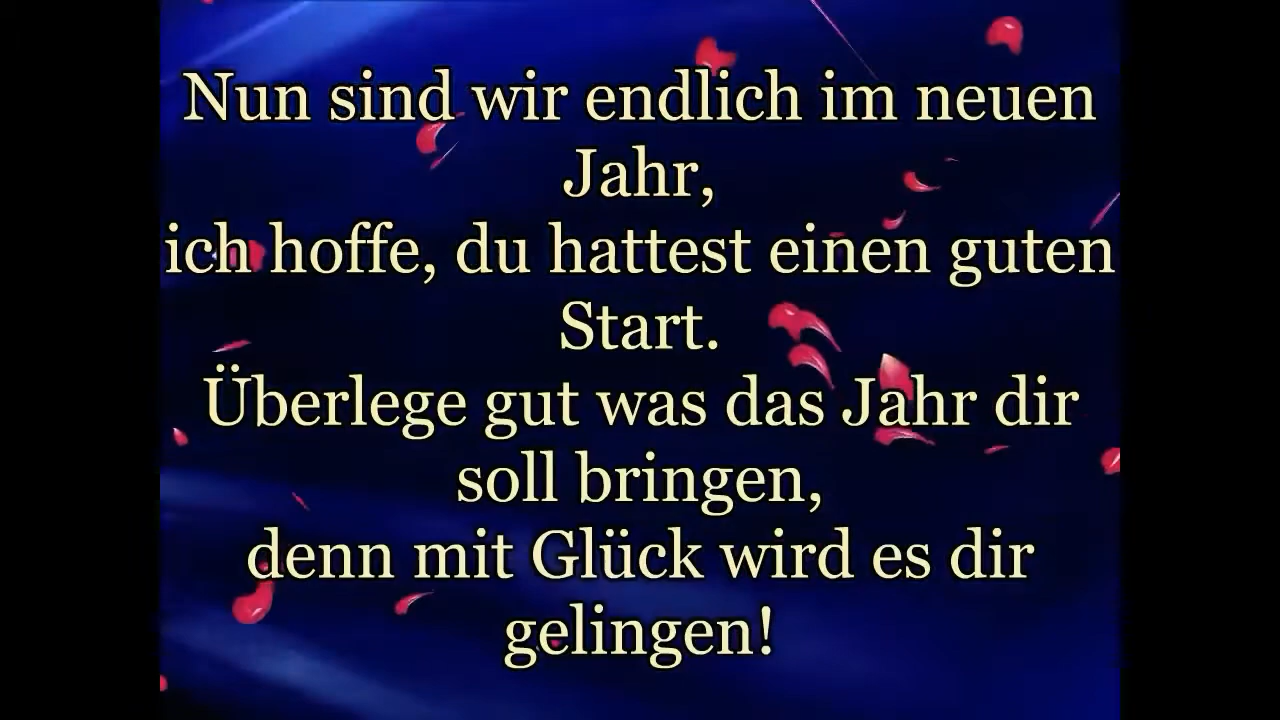 Nun sind wir endlich im neuen
Jahr,
ich hoffe, du hattest einen guten
Start.
Überlege gut was das Jahr dir
soll bringen,
denn mit Glück wird es dir
gelingen!